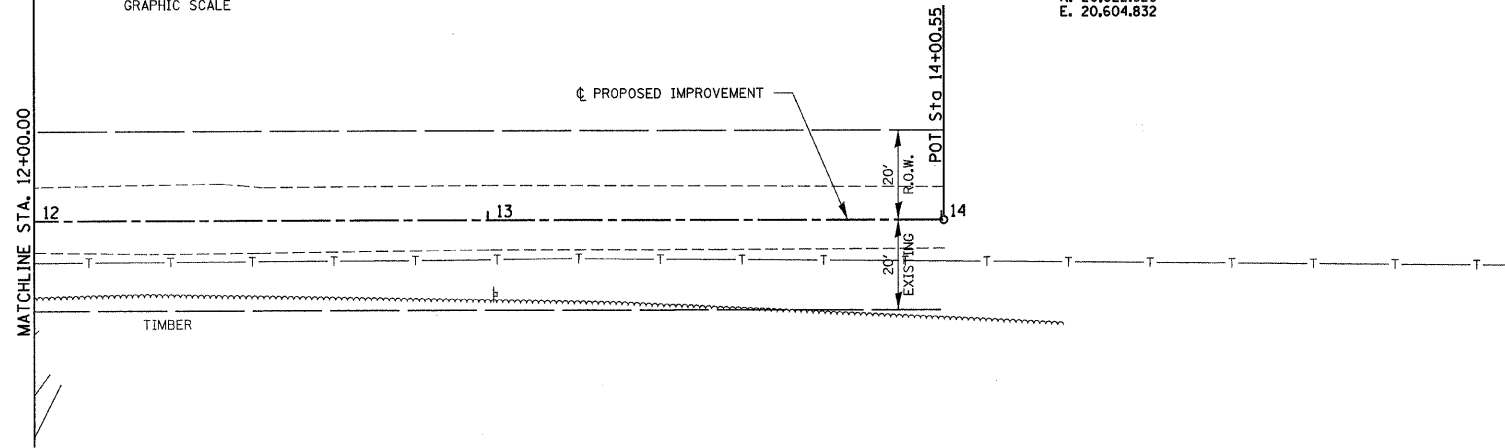 GRAPHIC SCALE
E. 20,604.832
POT Sta 14+00.55
℄ PROPOSED IMPROVEMENT
MATCHLINE STA. 12+00.00
20'
R.O.W.
12
13
14
20'
EXISTING
T T T T T T T T T T T T T T T T T
TIMBER